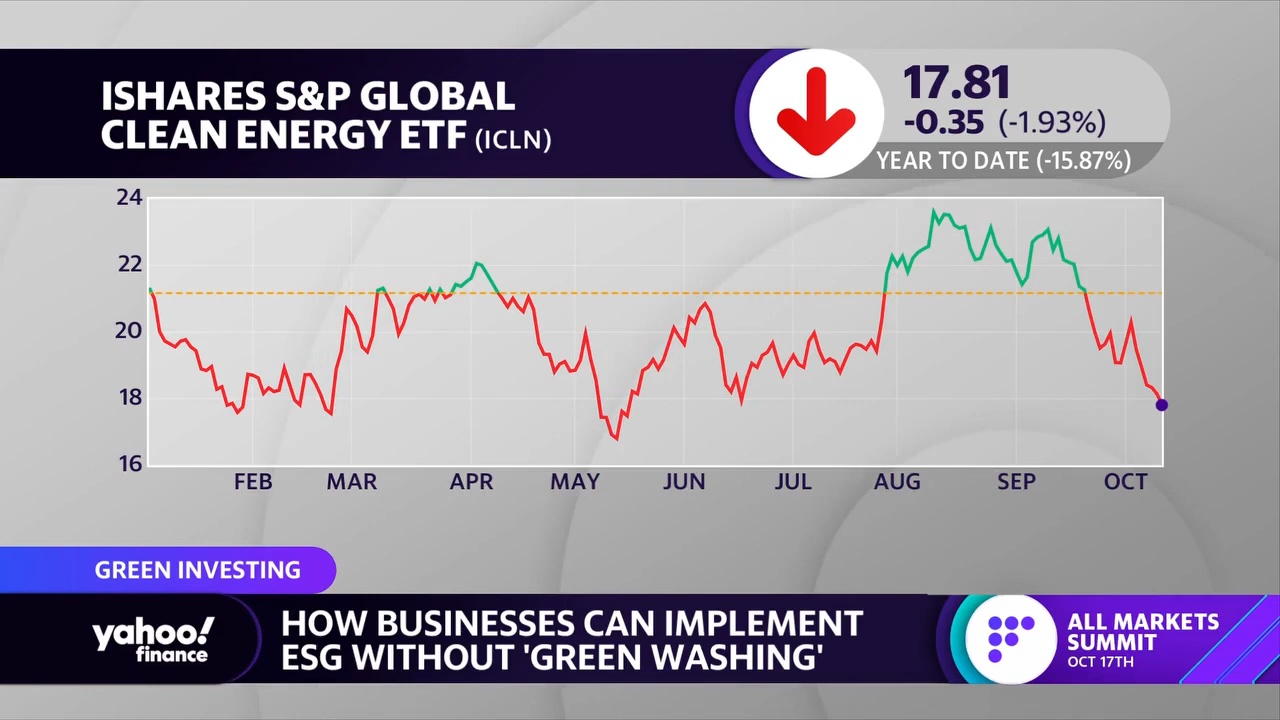 ISHARES S&P GLOBAL
CLEAN ENERGY ETF (ICLN)
17.81
-0.35 (-1.93%)
YEAR TO DATE (-15.87%)
24
22
20
18
16
FEB MAR APR MAY JUN JUL AUG SEP OCT
GREEN INVESTING
yahoo!
finance
HOW BUSINESSES CAN IMPLEMENT
ESG WITHOUT 'GREEN WASHING'
ALL MARKETS
SUMMIT
OCT 17TH